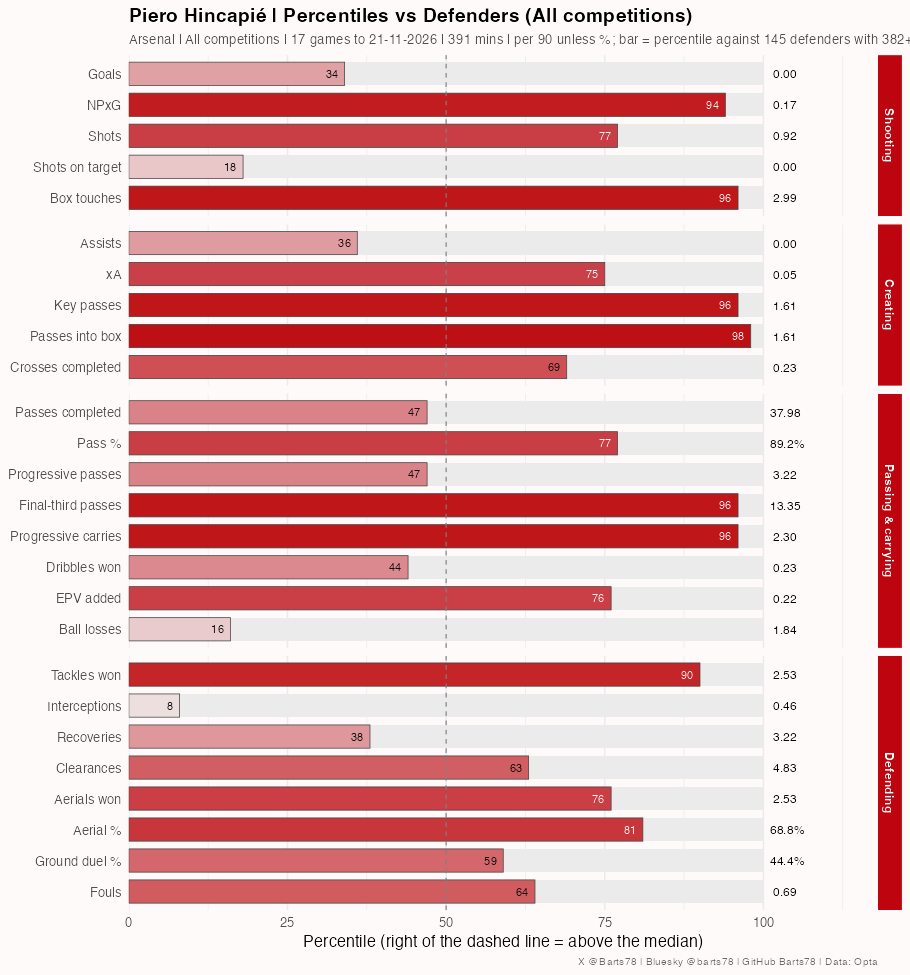 Piero Hincapié | Percentiles vs Defenders (All competitions)
Arsenal | All competitions | 17 games to 21-11-2026 | 391 mins | per 90 unless %; bar = percentile against 145 defenders with 382+
Goals 34 0.00
NPxG 94 0.17
Shots 77 0.92
Shots on target 18 0.00
Box touches 96 2.99
Shooting
Assists 36 0.00
xA 75 0.05
Key passes 96 1.61
Passes into box 98 1.61
Crosses completed 69 0.23
Creating
Passes completed 47 37.98
Pass % 77 89.2%
Progressive passes 47 3.22
Final-third passes 96 13.35
Progressive carries 96 2.30
Dribbles won 44 0.23
EPV added 76 0.22
Ball losses 16 1.84
Passing & carrying
Tackles won 90 2.53
Interceptions 8 0.46
Recoveries 38 3.22
Clearances 63 4.83
Aerials won 76 2.53
Aerial % 81 68.8%
Ground duel % 59 44.4%
Fouls 64 0.69
Defending
0 25 50 75 100
Percentile (right of the dashed line = above the median)
X @Barts78 | Bluesky @barts78 | GitHub Barts78 | Data: Opta